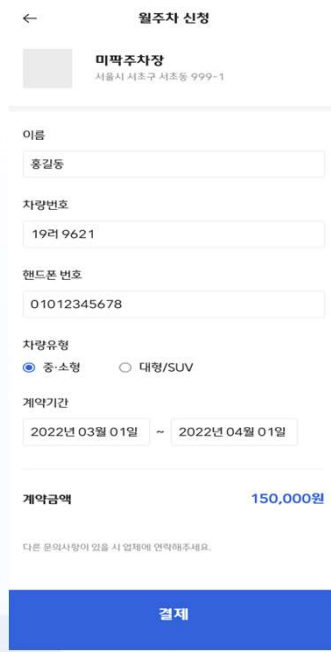 월주차 신청
미팍주차장
서울시 서초구 서초동 999-1
이름
홍길동
차량번호
19러 9621
핸드폰 번호
01012345678
차량유형
중·소형 대형/SUV
계약기간
2022년 03월 01일 ~ 2022년 04월 01일
계약금액 150,000원
다른 문의사항이 있을 시 업체에 연락해주세요.
결제